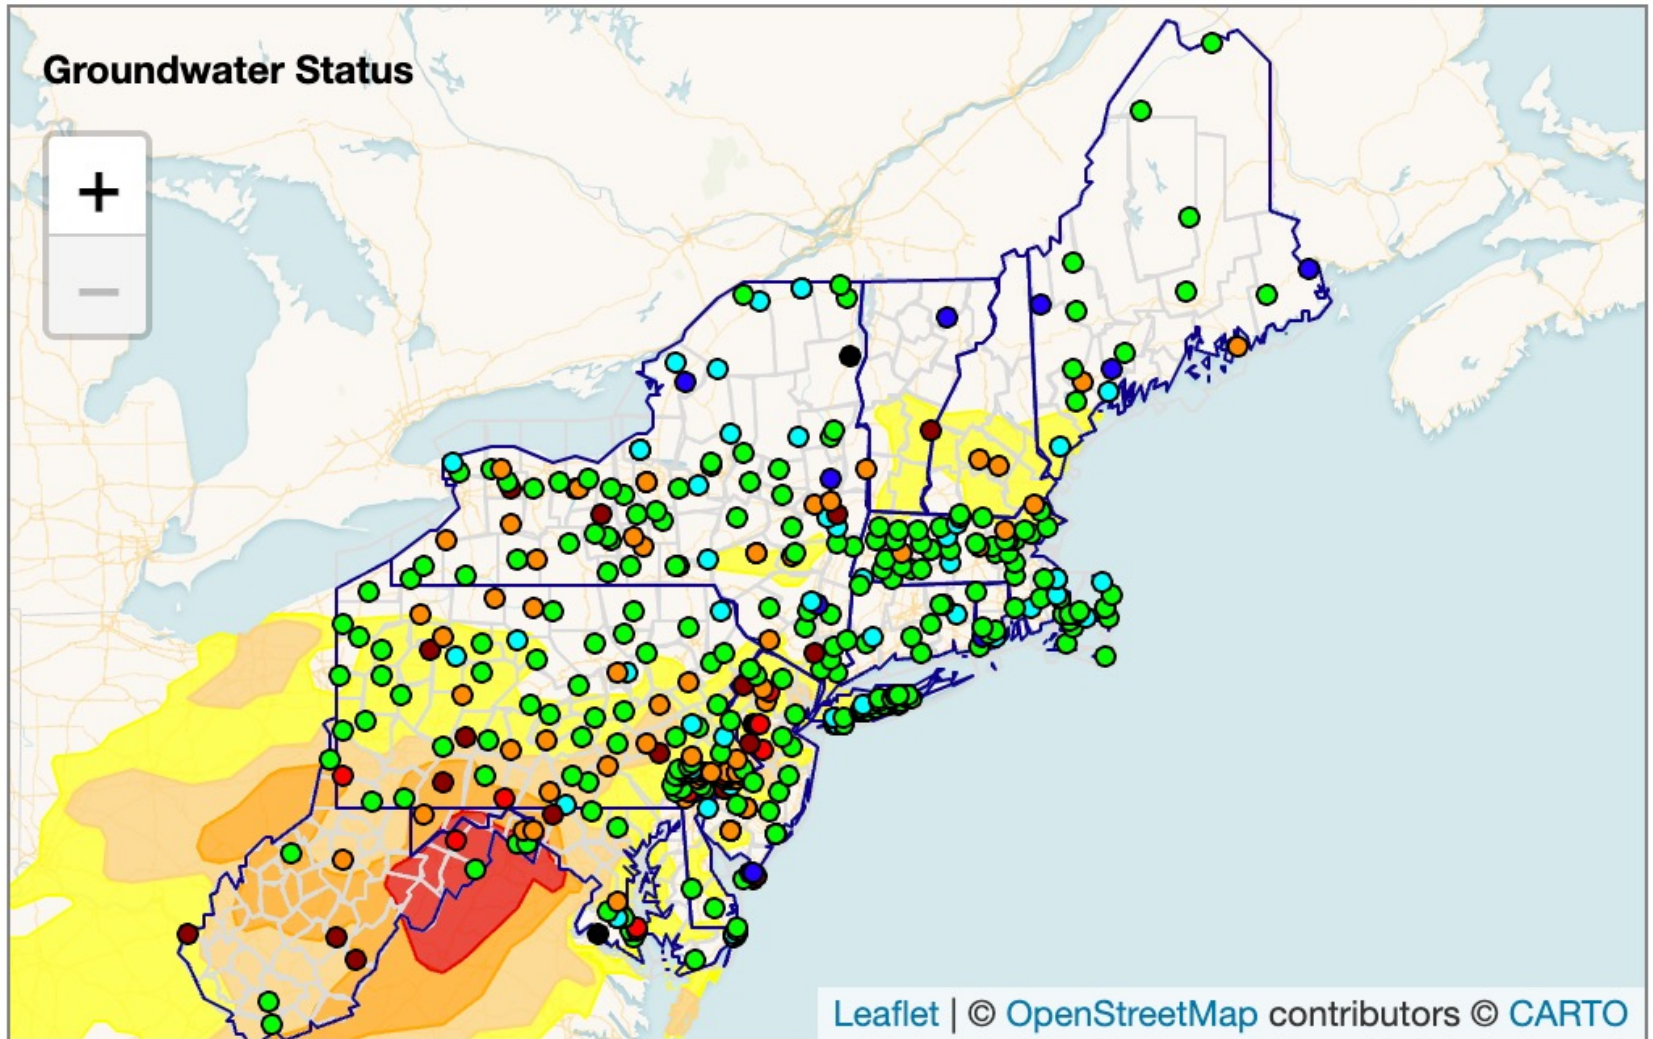 Groundwater Status
+
−
Leaflet | © OpenStreetMap contributors © CARTO